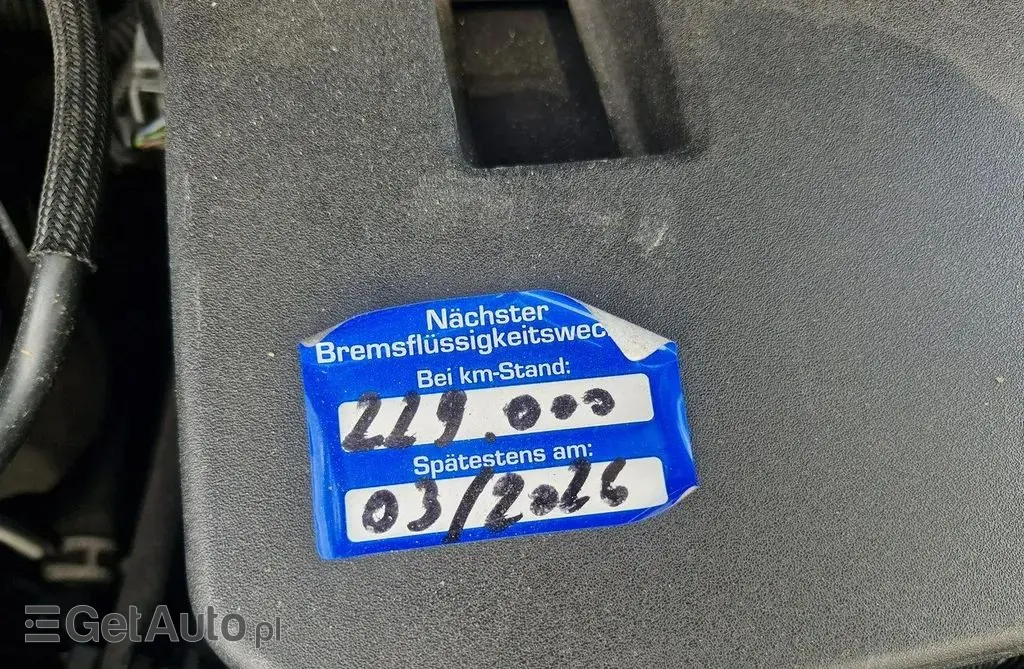 Nächster
Bremsflüssigkeitswec
Bei km-Stand:
229.000
Spätestens am:
03/2026
GetAuto.pl